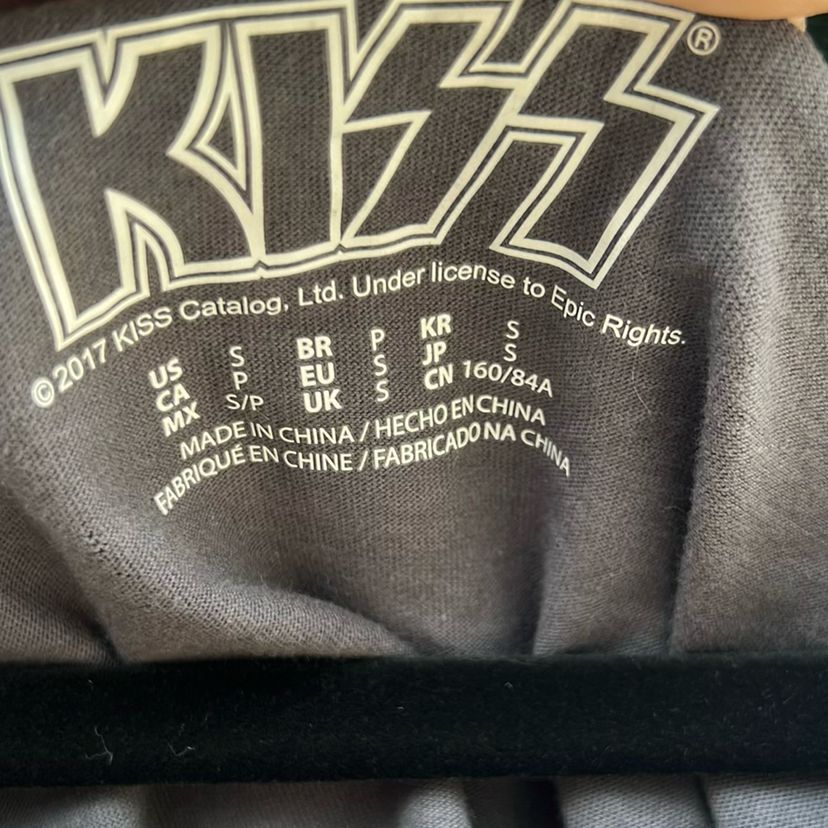 KISS®
©2017 KISS Catalog, Ltd. Under license to Epic Rights.
US S BR P KR S
CA P EU S JP S
MX S/P UK S CN 160/84A
MADE IN CHINA / HECHO EN CHINA
FABRIQUÉ EN CHINE / FABRICADO NA CHINA